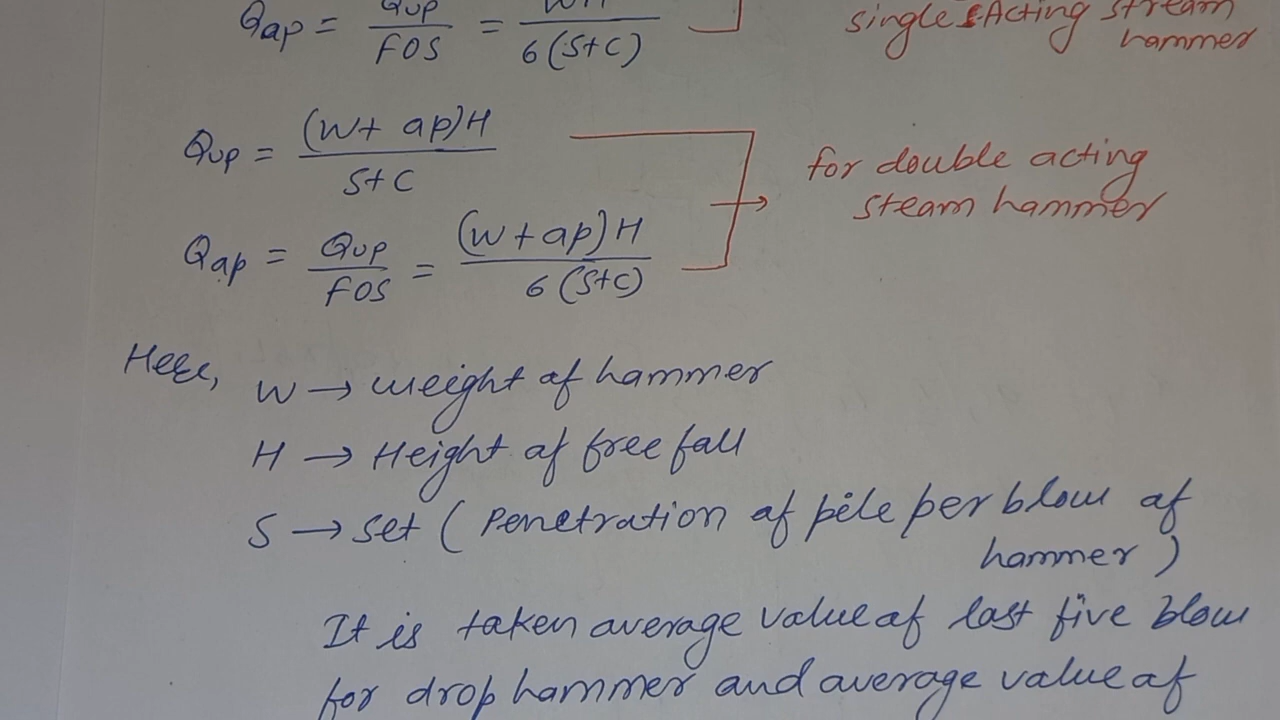 Qap = Qup/FOS = WH/6(S+C)
single Acting stream
hammer
Qup = (W+ ap)H/S+C
for double acting
steam hammer
Qap = Qup/FOS = (W+ap)H/6(S+C)
Here,
W → weight of hammer
H → Height of free fall
S → set ( Penetration of pile per blow of
hammer )
It is taken average value of last five blow
for drop hammer and average value of